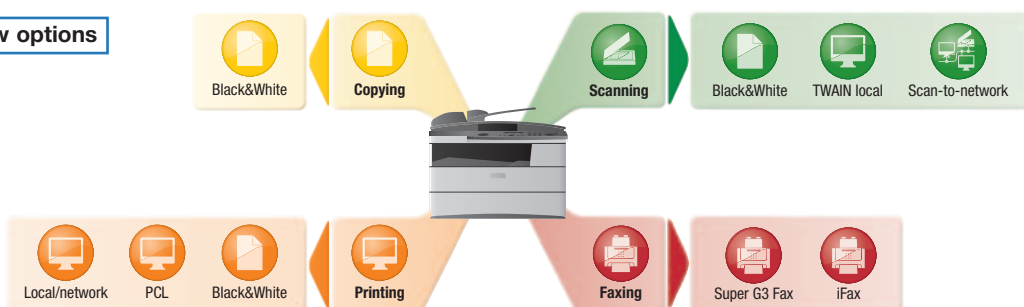 options
Black&White
Copying
Scanning
Black&White
TWAIN local
Scan-to-network
Local/network
PCL
Black&White
Printing
Faxing
Super G3 Fax
iFax